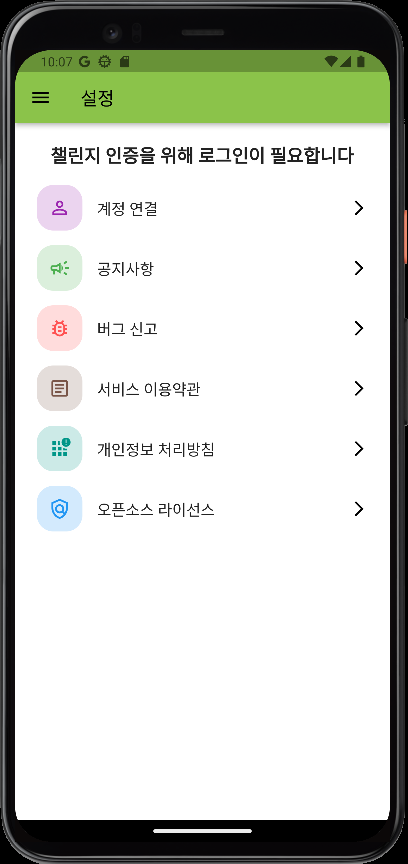 10:07
설정
챌린지 인증을 위해 로그인이 필요합니다
계정 연결
공지사항
버그 신고
서비스 이용약관
개인정보 처리방침
오픈소스 라이선스